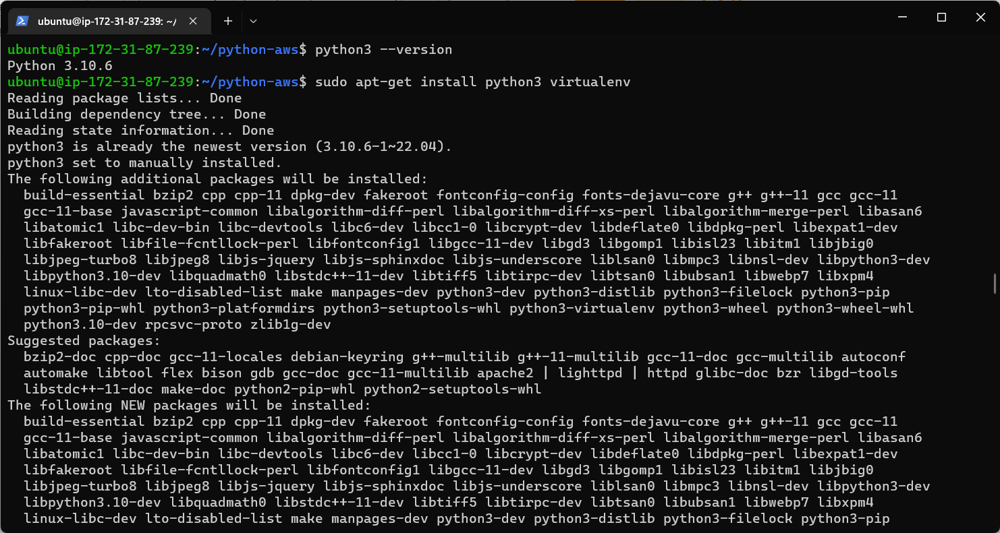 ubuntu@ip-172-31-87-239: ~/
ubuntu@ip-172-31-87-239:~/python-aws$ python3 --version
Python 3.10.6
ubuntu@ip-172-31-87-239:~/python-aws$ sudo apt-get install python3 virtualenv
Reading package lists... Done
Building dependency tree... Done
Reading state information... Done
python3 is already the newest version (3.10.6-1~22.04).
python3 set to manually installed.
The following additional packages will be installed:
  build-essential bzip2 cpp cpp-11 dpkg-dev fakeroot fontconfig-config fonts-dejavu-core g++ g++-11 gcc gcc-11
  gcc-11-base javascript-common libalgorithm-diff-perl libalgorithm-diff-xs-perl libalgorithm-merge-perl libasan6
  libatomic1 libc-dev-bin libc-devtools libc6-dev libcc1-0 libcrypt-dev libdeflate0 libdpkg-perl libexpat1-dev
  libfakeroot libfile-fcntllock-perl libfontconfig1 libgcc-11-dev libgd3 libgomp1 libisl23 libitm1 libjbig0
  libjpeg-turbo8 libjpeg8 libjs-jquery libjs-sphinxdoc libjs-underscore liblsan0 libmpc3 libnsl-dev libpython3-dev
  libpython3.10-dev libquadmath0 libstdc++-11-dev libtiff5 libtirpc-dev libtsan0 libubsan1 libwebp7 libxpm4
  linux-libc-dev lto-disabled-list make manpages-dev python3-dev python3-distlib python3-filelock python3-pip
  python3-pip-whl python3-platformdirs python3-setuptools-whl python3-virtualenv python3-wheel python3-wheel-whl
  python3.10-dev rpcsvc-proto zlib1g-dev
Suggested packages:
  bzip2-doc cpp-doc gcc-11-locales debian-keyring g++-multilib g++-11-multilib gcc-11-doc gcc-multilib autoconf
  automake libtool flex bison gdb gcc-doc gcc-11-multilib apache2 | lighttpd | httpd glibc-doc bzr libgd-tools
  libstdc++-11-doc make-doc python2-pip-whl python2-setuptools-whl
The following NEW packages will be installed:
  build-essential bzip2 cpp cpp-11 dpkg-dev fakeroot fontconfig-config fonts-dejavu-core g++ g++-11 gcc gcc-11
  gcc-11-base javascript-common libalgorithm-diff-perl libalgorithm-diff-xs-perl libalgorithm-merge-perl libasan6
  libatomic1 libc-dev-bin libc-devtools libc6-dev libcc1-0 libcrypt-dev libdeflate0 libdpkg-perl libexpat1-dev
  libfakeroot libfile-fcntllock-perl libfontconfig1 libgcc-11-dev libgd3 libgomp1 libisl23 libitm1 libjbig0
  libjpeg-turbo8 libjpeg8 libjs-jquery libjs-sphinxdoc libjs-underscore liblsan0 libmpc3 libnsl-dev libpython3-dev
  libpython3.10-dev libquadmath0 libstdc++-11-dev libtiff5 libtirpc-dev libtsan0 libubsan1 libwebp7 libxpm4
  linux-libc-dev lto-disabled-list make manpages-dev python3-dev python3-distlib python3-filelock python3-pip